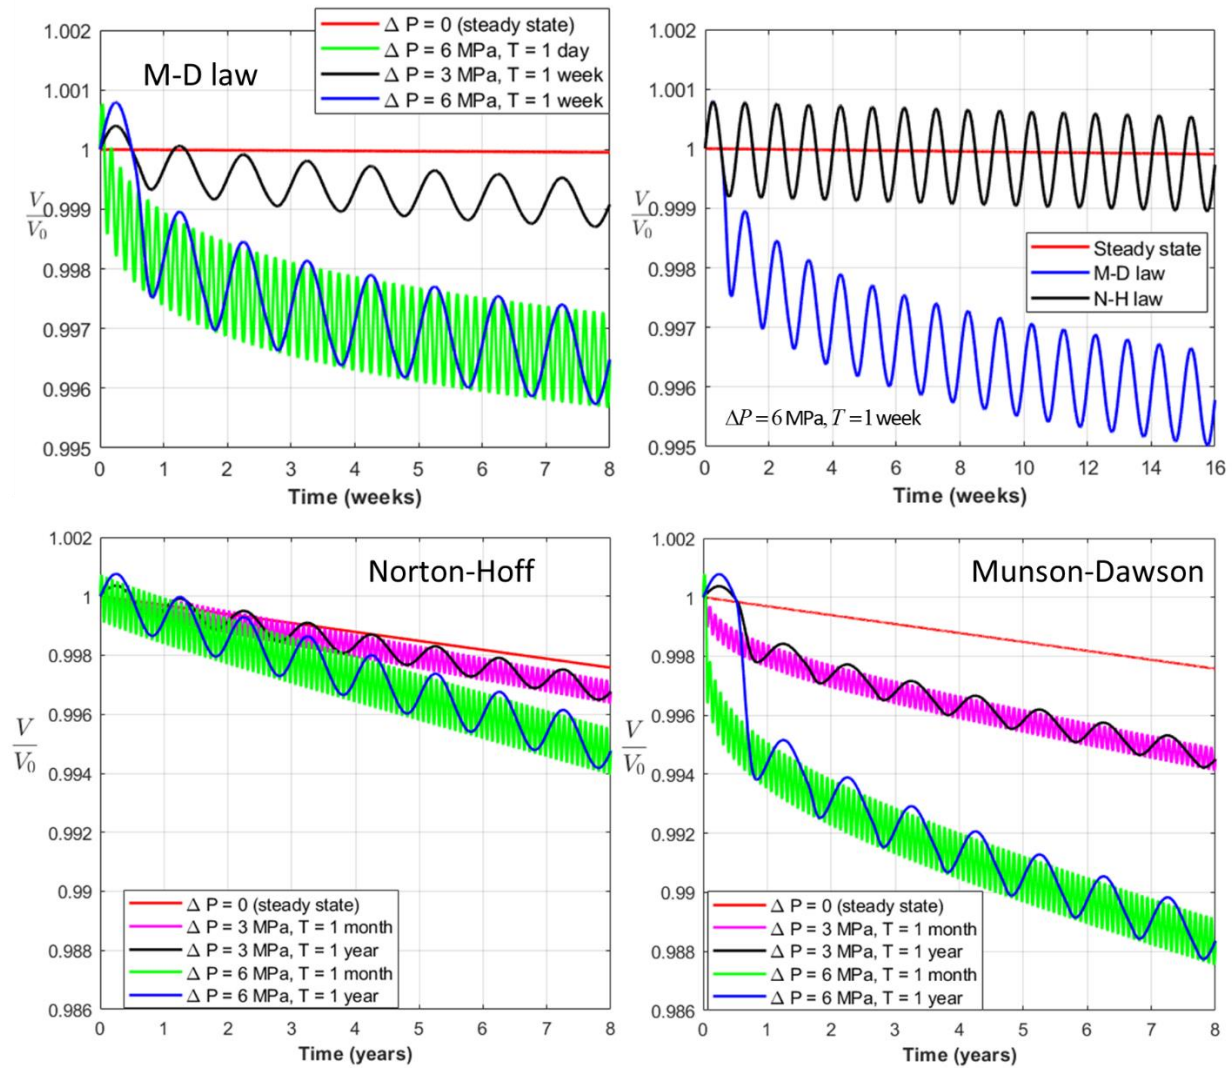 M-D law
Δ P = 0 (steady state)
Δ P = 6 MPa, T = 1 day
Δ P = 3 MPa, T = 1 week
Δ P = 6 MPa, T = 1 week
1.002
1.001
1
0.999
0.998
0.997
0.996
0.995
V
V0
0 1 2 3 4 5 6 7 8
Time (weeks)
1.002
1.001
1
0.999
0.998
0.997
0.996
0.995
V
V0
Steady state
M-D law
N-H law
ΔP = 6 MPa, T = 1 week
0 2 4 6 8 10 12 14 16
Time (weeks)
Norton-Hoff
1.002
1
0.998
0.996
0.994
0.992
0.99
0.988
0.986
V
V0
Δ P = 0 (steady state)
Δ P = 3 MPa, T = 1 month
Δ P = 3 MPa, T = 1 year
Δ P = 6 MPa, T = 1 month
Δ P = 6 MPa, T = 1 year
0 1 2 3 4 5 6 7 8
Time (years)
Munson-Dawson
1.002
1
0.998
0.996
0.994
0.992
0.99
0.988
0.986
V
V0
Δ P = 0 (steady state)
Δ P = 3 MPa, T = 1 month
Δ P = 3 MPa, T = 1 year
Δ P = 6 MPa, T = 1 month
Δ P = 6 MPa, T = 1 year
0 1 2 3 4 5 6 7 8
Time (years)